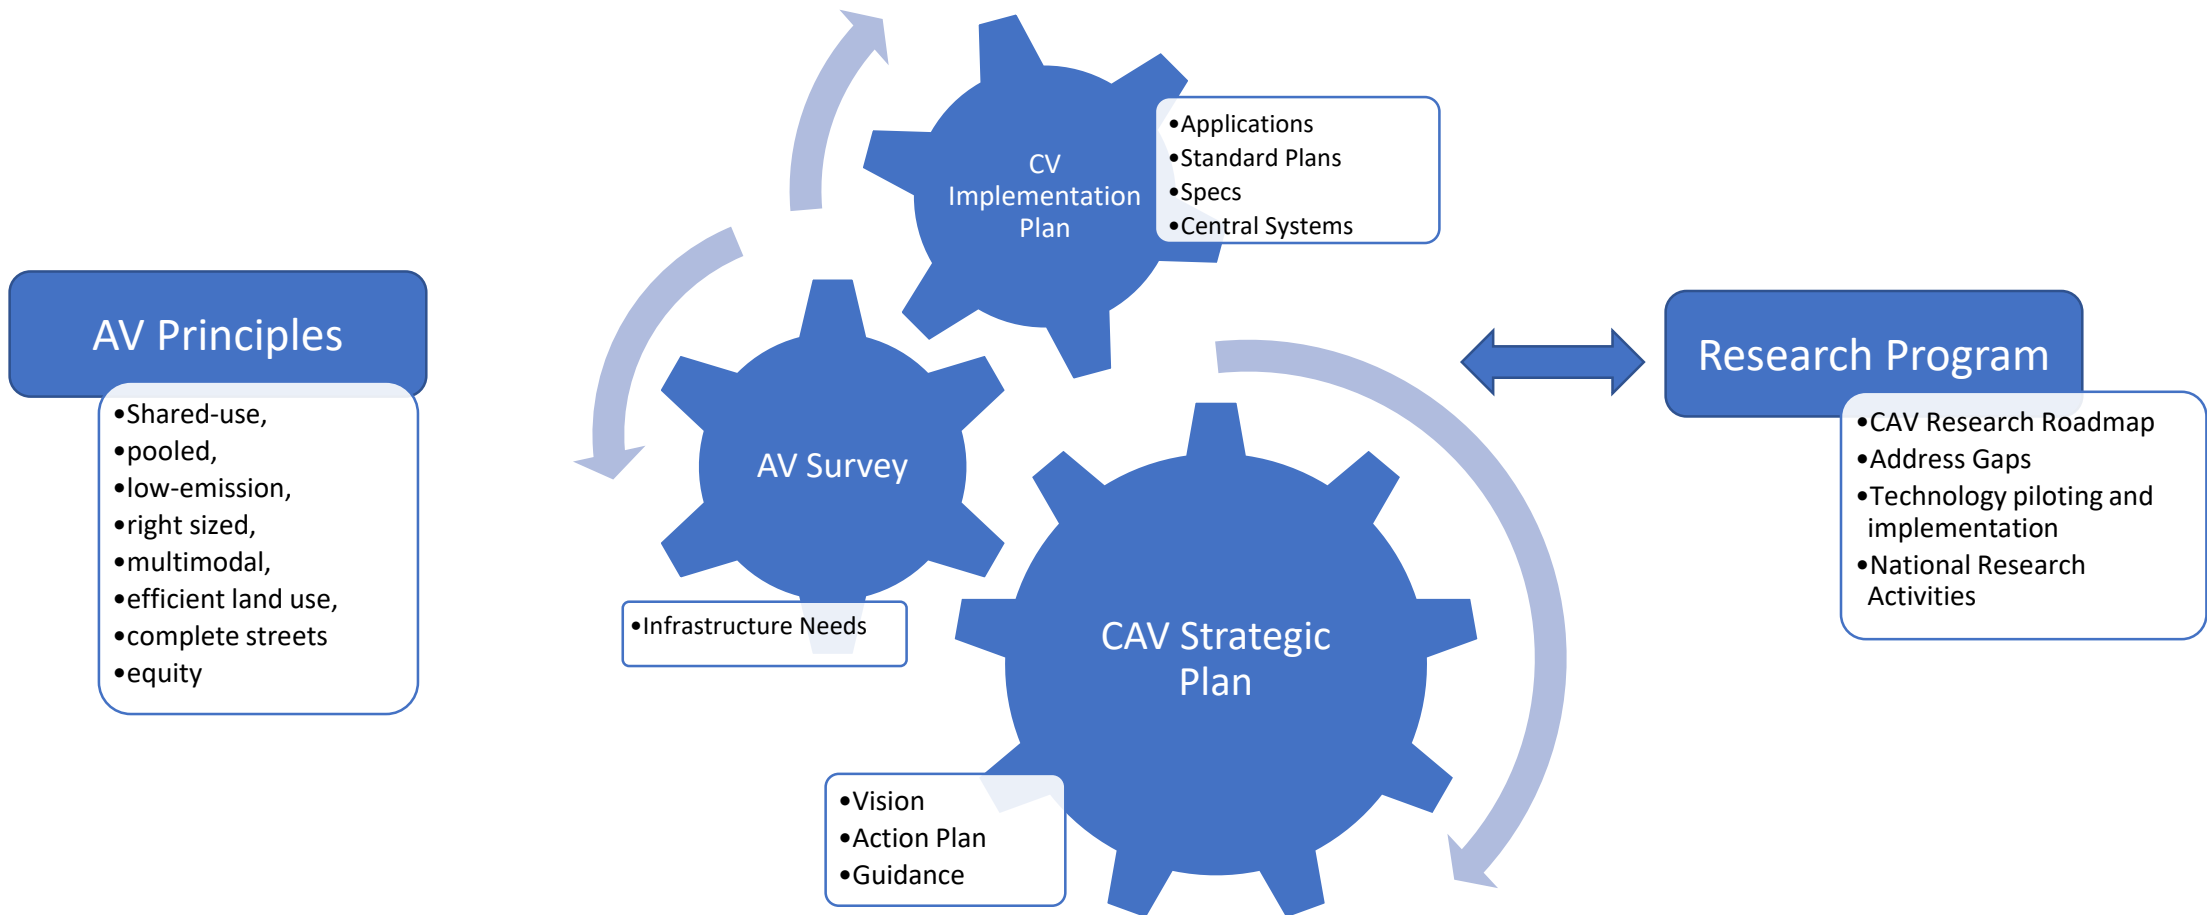 AV Principles
•Shared-use,
•pooled,
•low-emission,
•right sized,
•multimodal,
•efficient land use,
•complete streets
•equity
CV
Implementation
Plan
•Applications
•Standard Plans
•Specs
•Central Systems
AV Survey
•Infrastructure Needs
CAV Strategic
Plan
•Vision
•Action Plan
•Guidance
Research Program
•CAV Research Roadmap
•Address Gaps
•Technology piloting and
implementation
•National Research
Activities